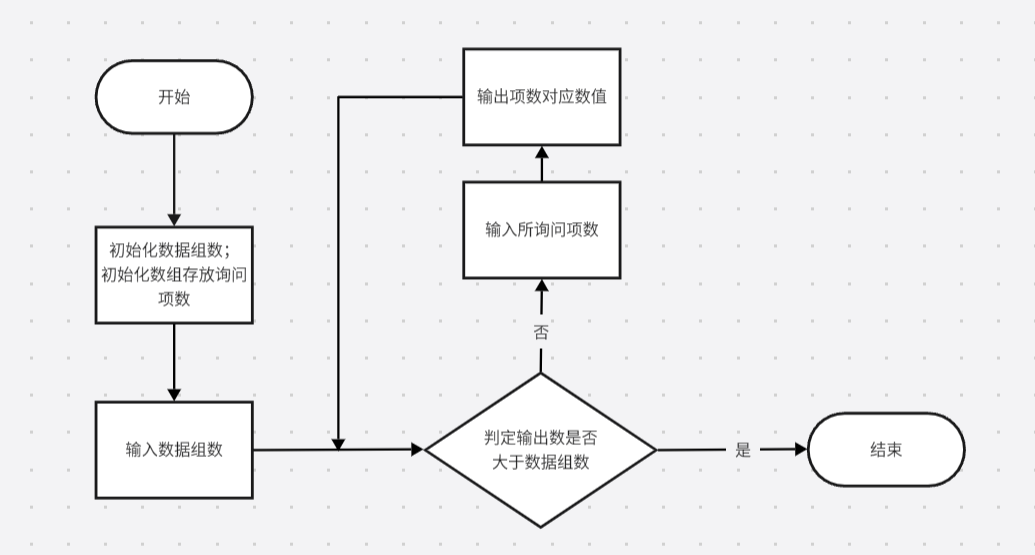 开始
初始化数据组数；
初始化数组存放询问
项数
输入数据组数
输出项数对应数值
输入所询问项数
否
判定输出数是否
大于数据组数
是
结束